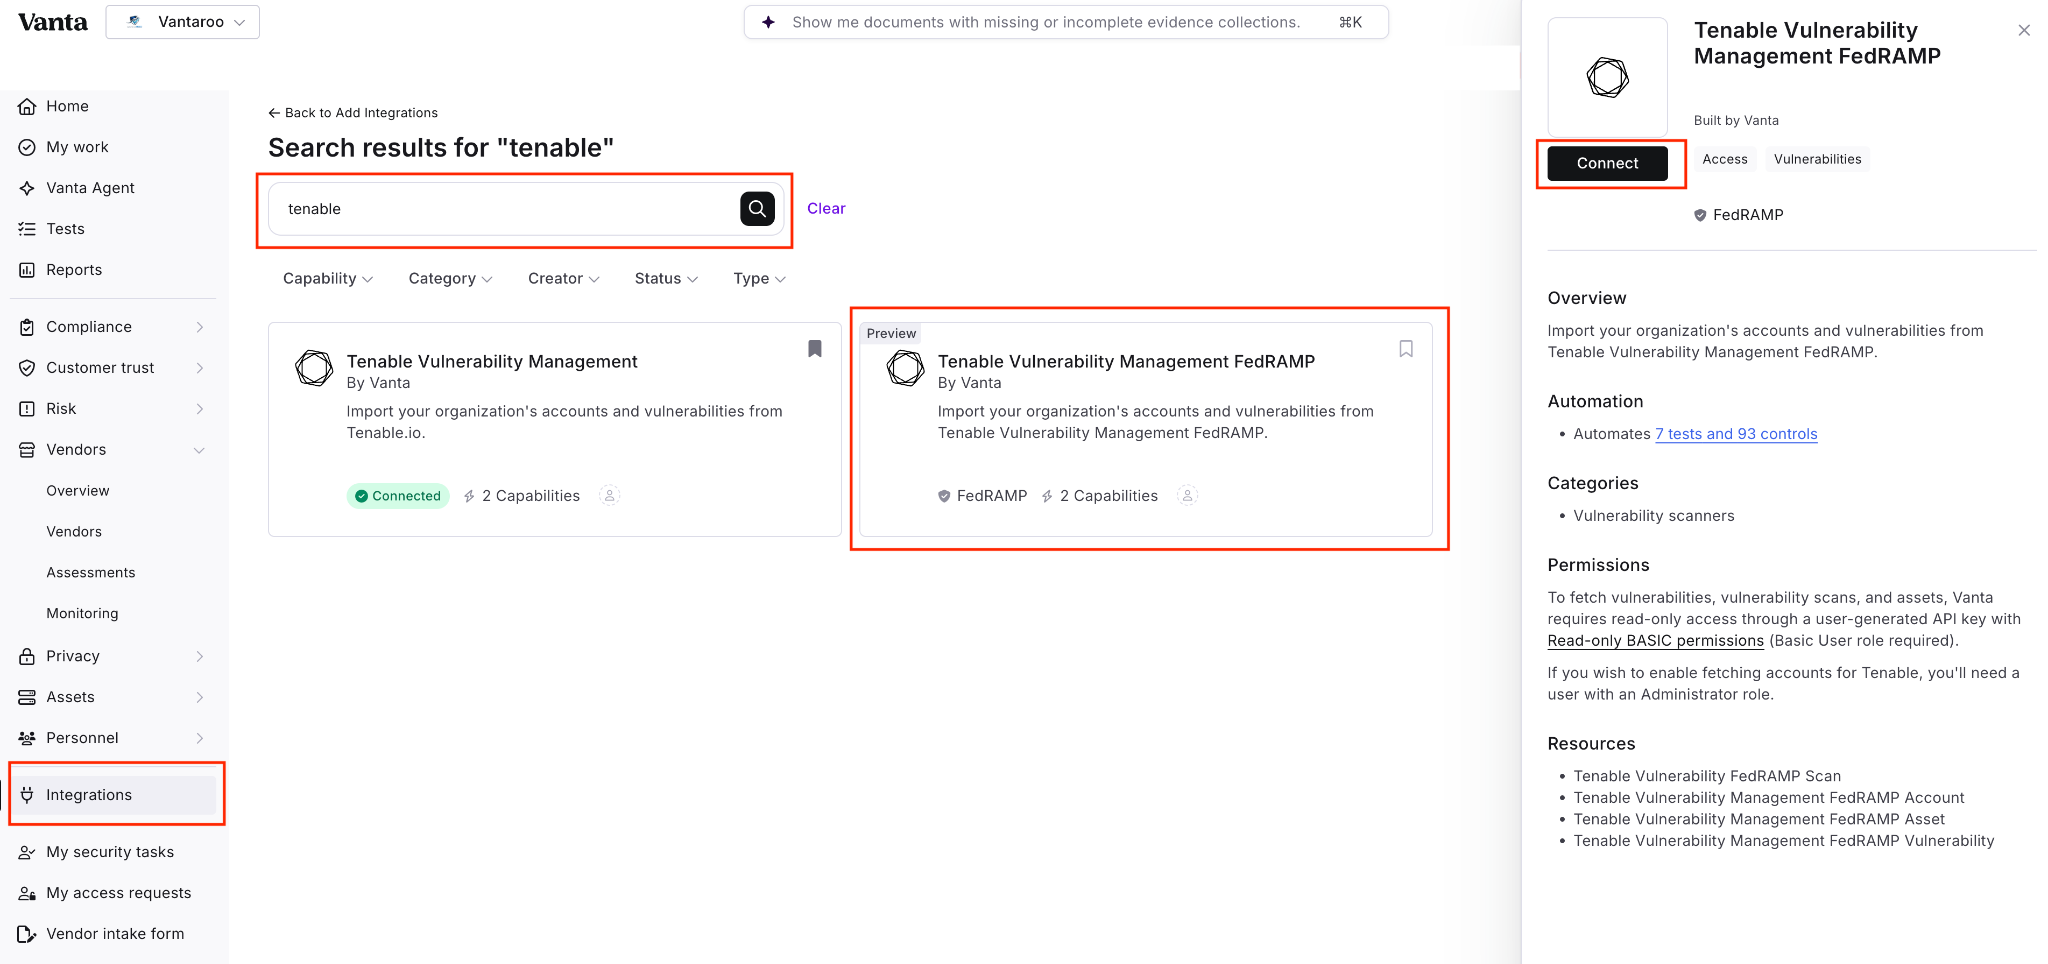 Vanta
Vantaroo
Show me documents with missing or incomplete evidence collections. ⌘K
Home
My work
Vanta Agent
Tests
Reports
Compliance
Customer trust
Risk
Vendors
Overview
Vendors
Assessments
Monitoring
Privacy
Assets
Personnel
Integrations
My security tasks
My access requests
Vendor intake form
← Back to Add Integrations
Search results for "tenable"
tenable
Clear
Capability
Category
Creator
Status
Type
Tenable Vulnerability Management
By Vanta
Import your organization's accounts and vulnerabilities from
Tenable.io.
Connected
2 Capabilities
Preview
Tenable Vulnerability Management FedRAMP
By Vanta
Import your organization's accounts and vulnerabilities from
Tenable Vulnerability Management FedRAMP.
FedRAMP
2 Capabilities
Tenable Vulnerability
Management FedRAMP
Built by Vanta
Connect
Access
Vulnerabilities
FedRAMP
Overview
Import your organization's accounts and vulnerabilities from
Tenable Vulnerability Management FedRAMP.
Automation
• Automates 7 tests and 93 controls
Categories
• Vulnerability scanners
Permissions
To fetch vulnerabilities, vulnerability scans, and assets, Vanta
requires read-only access through a user-generated API key with
Read-only BASIC permissions (Basic User role required).
If you wish to enable fetching accounts for Tenable, you'll need a
user with an Administrator role.
Resources
• Tenable Vulnerability FedRAMP Scan
• Tenable Vulnerability Management FedRAMP Account
• Tenable Vulnerability Management FedRAMP Asset
• Tenable Vulnerability Management FedRAMP Vulnerability